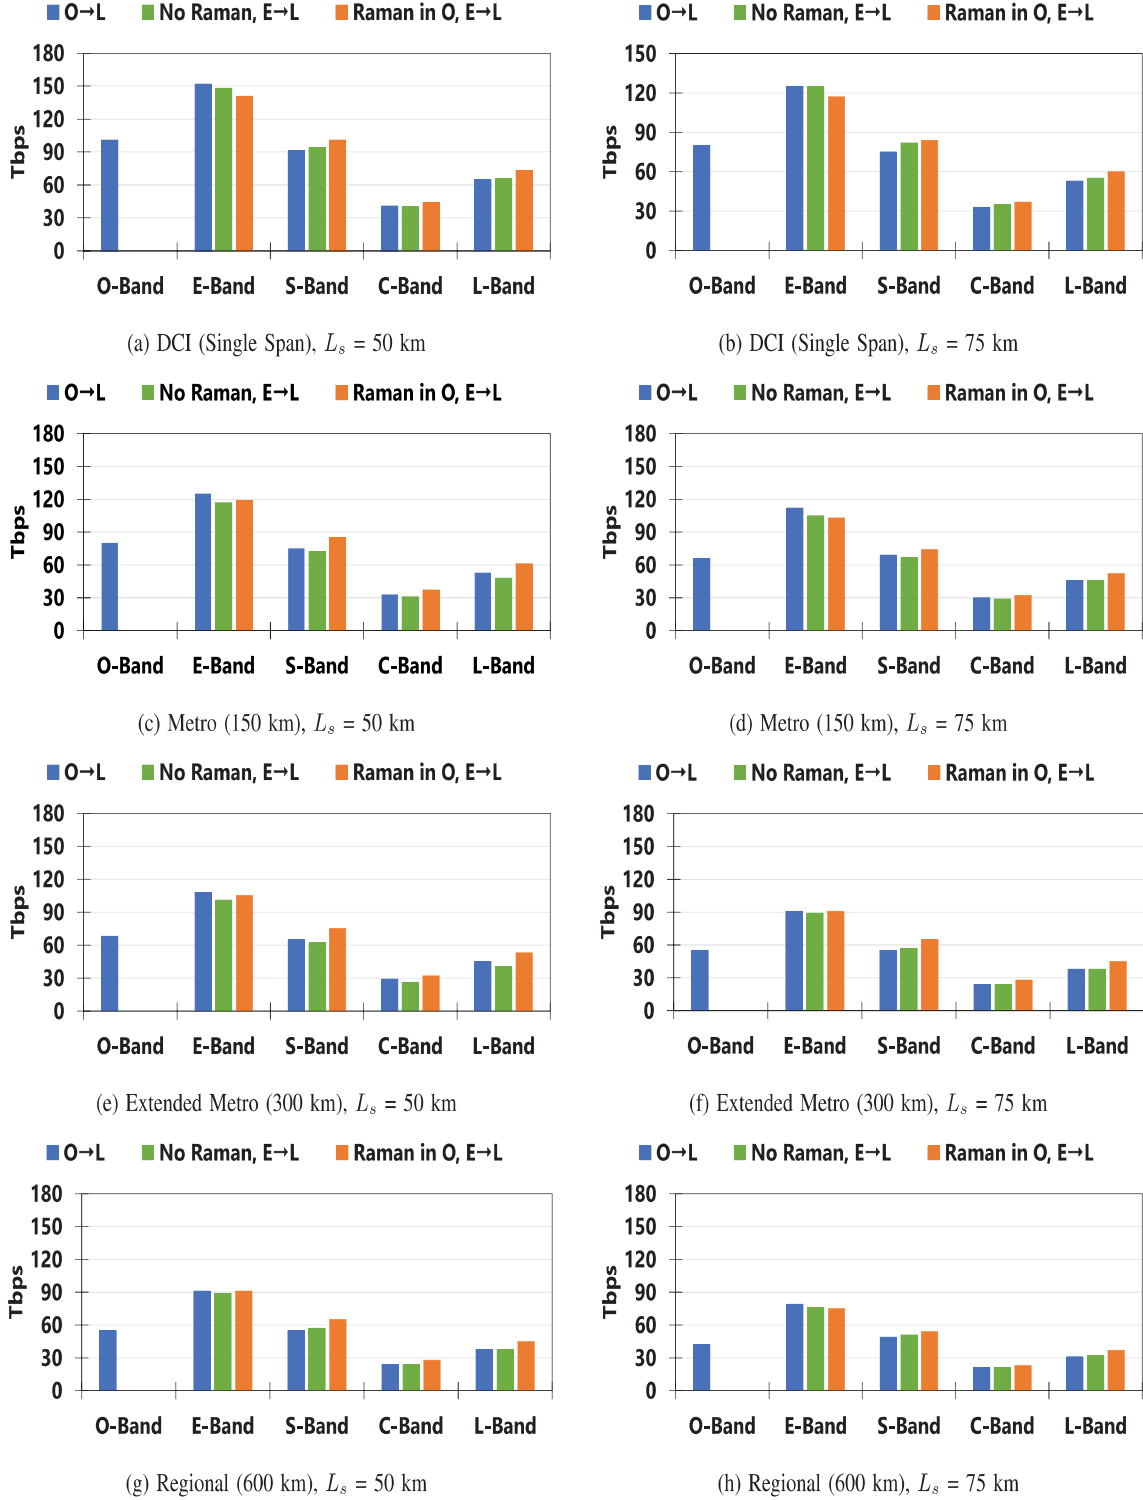 O→L No Raman, E→L Raman in O, E→L
180
150
120
90
60
30
0
Tbps
O-Band E-Band S-Band C-Band L-Band
(a) DCI (Single Span), Ls = 50 km
O→L No Raman, E→L Raman in O, E→L
150
120
90
60
30
0
Tbps
O-Band E-Band S-Band C-Band L-Band
(b) DCI (Single Span), Ls = 75 km
O→L No Raman, E→L Raman in O, E→L
180
150
120
90
60
30
0
Tbps
O-Band E-Band S-Band C-Band L-Band
(c) Metro (150 km), Ls = 50 km
O→L No Raman, E→L Raman in O, E→L
180
150
120
90
60
30
0
Tbps
O-Band E-Band S-Band C-Band L-Band
(d) Metro (150 km), Ls = 75 km
O→L No Raman, E→L Raman in O, E→L
180
150
120
90
60
30
0
Tbps
O-Band E-Band S-Band C-Band L-Band
(e) Extended Metro (300 km), Ls = 50 km
O→L No Raman, E→L Raman in O, E→L
180
150
120
90
60
30
0
Tbps
O-Band E-Band S-Band C-Band L-Band
(f) Extended Metro (300 km), Ls = 75 km
O→L No Raman, E→L Raman in O, E→L
180
150
120
90
60
30
0
Tbps
O-Band E-Band S-Band C-Band L-Band
(g) Regional (600 km), Ls = 50 km
O→L No Raman, E→L Raman in O, E→L
180
150
120
90
60
30
0
Tbps
O-Band E-Band S-Band C-Band L-Band
(h) Regional (600 km), Ls = 75 km